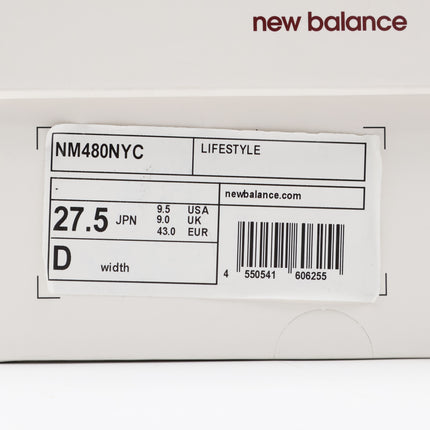 new balance
NM480NYC LIFESTYLE
-
newbalance.com
27.5 JPN 9.5 USA
9.0 UK
43.0 EUR
D width
4 550541 606255